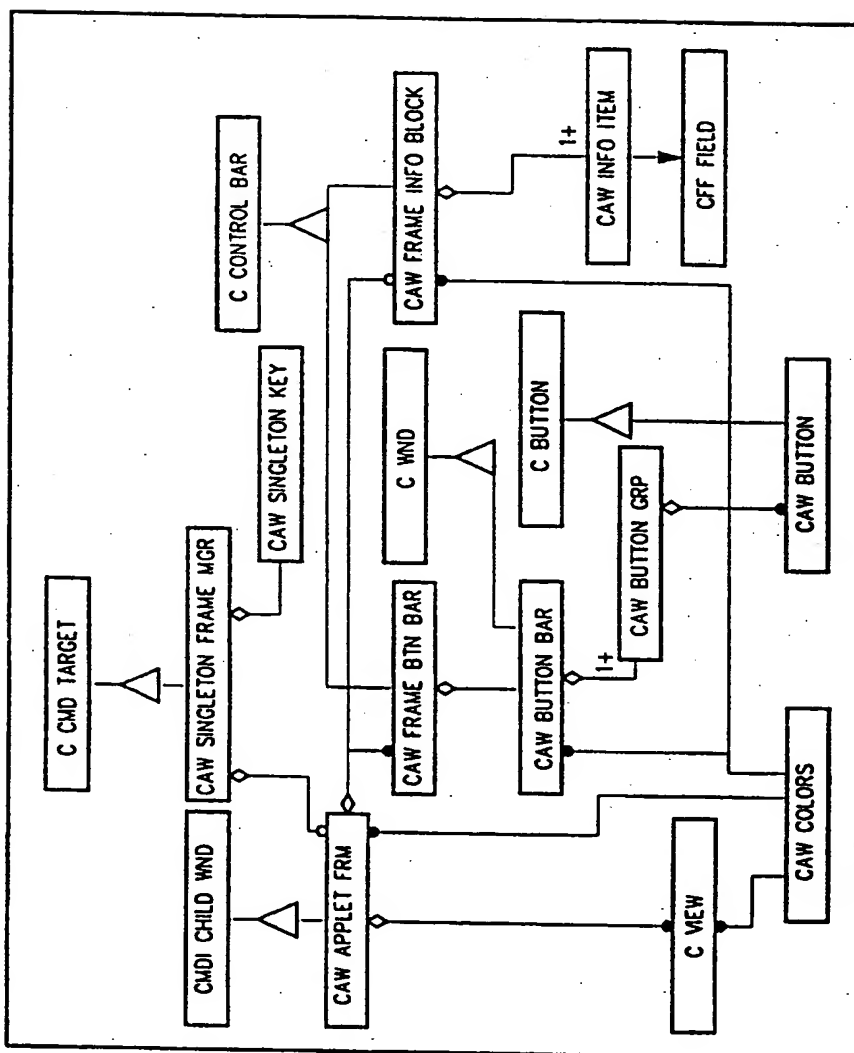 C CMD TARGET
CMDI CHILD WND
CAW SINGLETON FRAME MGR
C CONTROL BAR
CAW SINGLETON KEY
CAW APPLET FRM
CAW FRAME BTN BAR
C WND
CAW FRAME INFO BLOCK
CAW BUTTON BAR
C BUTTON
1+
1+
CAW INFO ITEM
CAW BUTTON GRP
C VIEW
CFF FIELD
CAW COLORS
CAW BUTTON